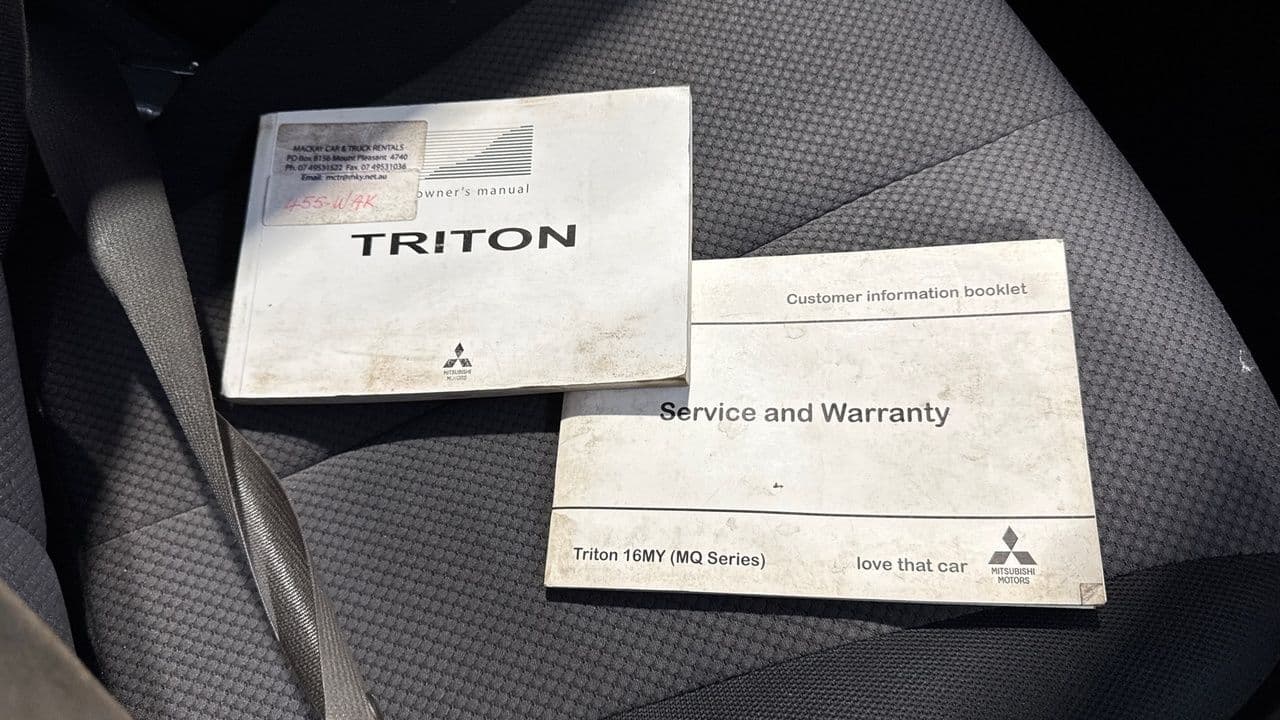 MACKAY CAR & TRUCK RENTALS
PO Box 8156 Mount Pleasant 4740
Ph. 07 49531522 Fax. 07 49531036
Email: mctr@mky.net.au
455-WAK
owner's manual
TRITON
MITSUBISHI
MOTORS
Customer information booklet
Service and Warranty
Triton 16MY (MQ Series)
love that car
MITSUBISHI
MOTORS